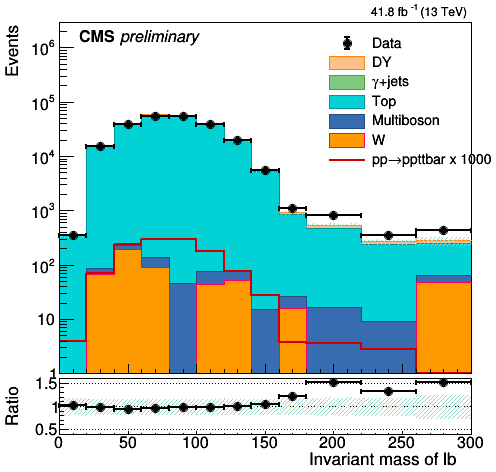 41.8 fb⁻¹ (13 TeV)
CMS preliminary
Events
10⁶
10⁵
10⁴
10³
10²
10
1
Data
DY
γ+jets
Top
Multiboson
W
pp→ppttbar x 1000
Ratio
1.5
1
0.5
0 50 100 150 200 250 300
Invariant mass of lb